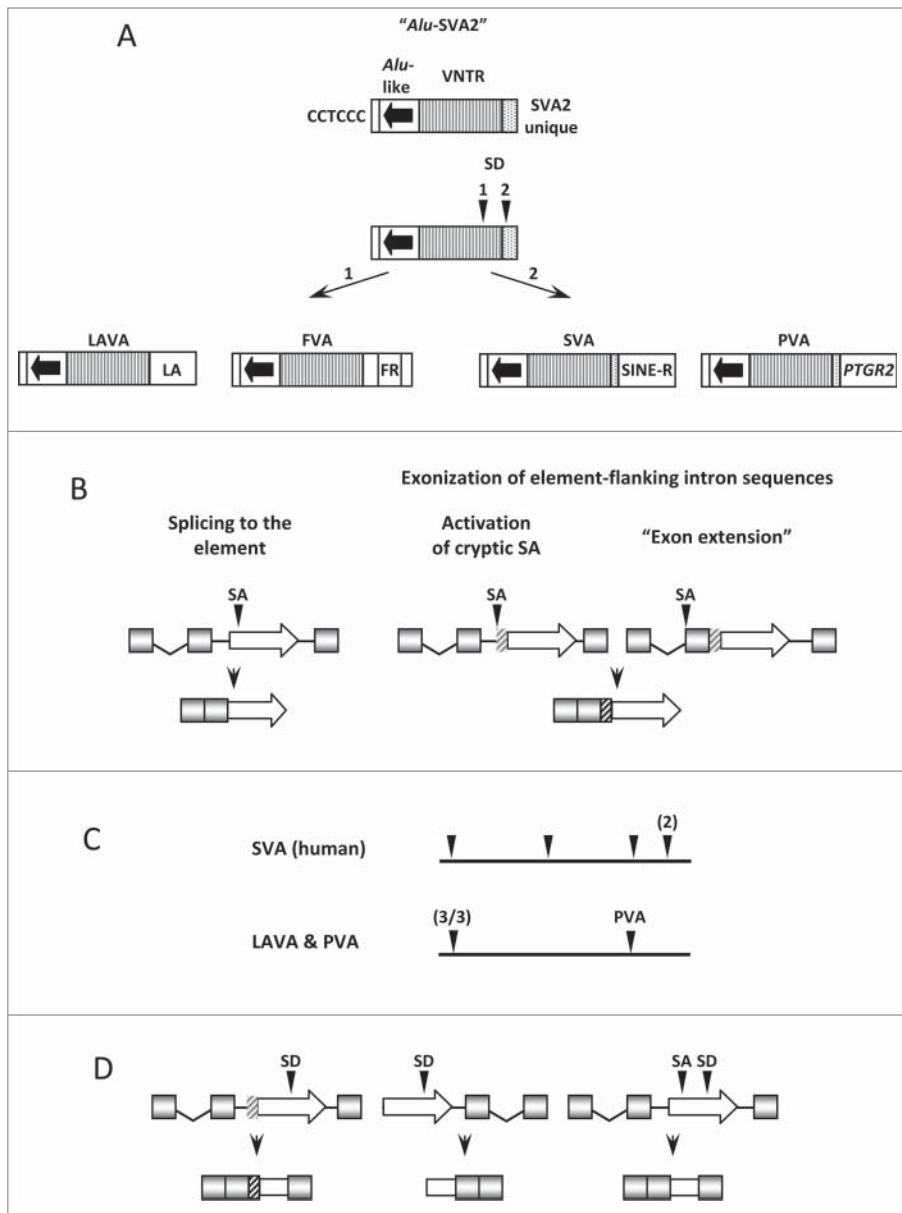 A
“Alu-SVA2”
Alu-
like
VNTR
CCTCCC
SVA2
unique
SD
1 2
1 2
LAVA FVA SVA PVA
LA FR SINE-R PTGR2
B
Exonization of element-flanking intron sequences
Splicing to the
element
Activation
of cryptic SA
“Exon extension”
SA SA SA
C
SVA (human) (2)
(3/3) PVA
LAVA & PVA
D
SD SD SA SD